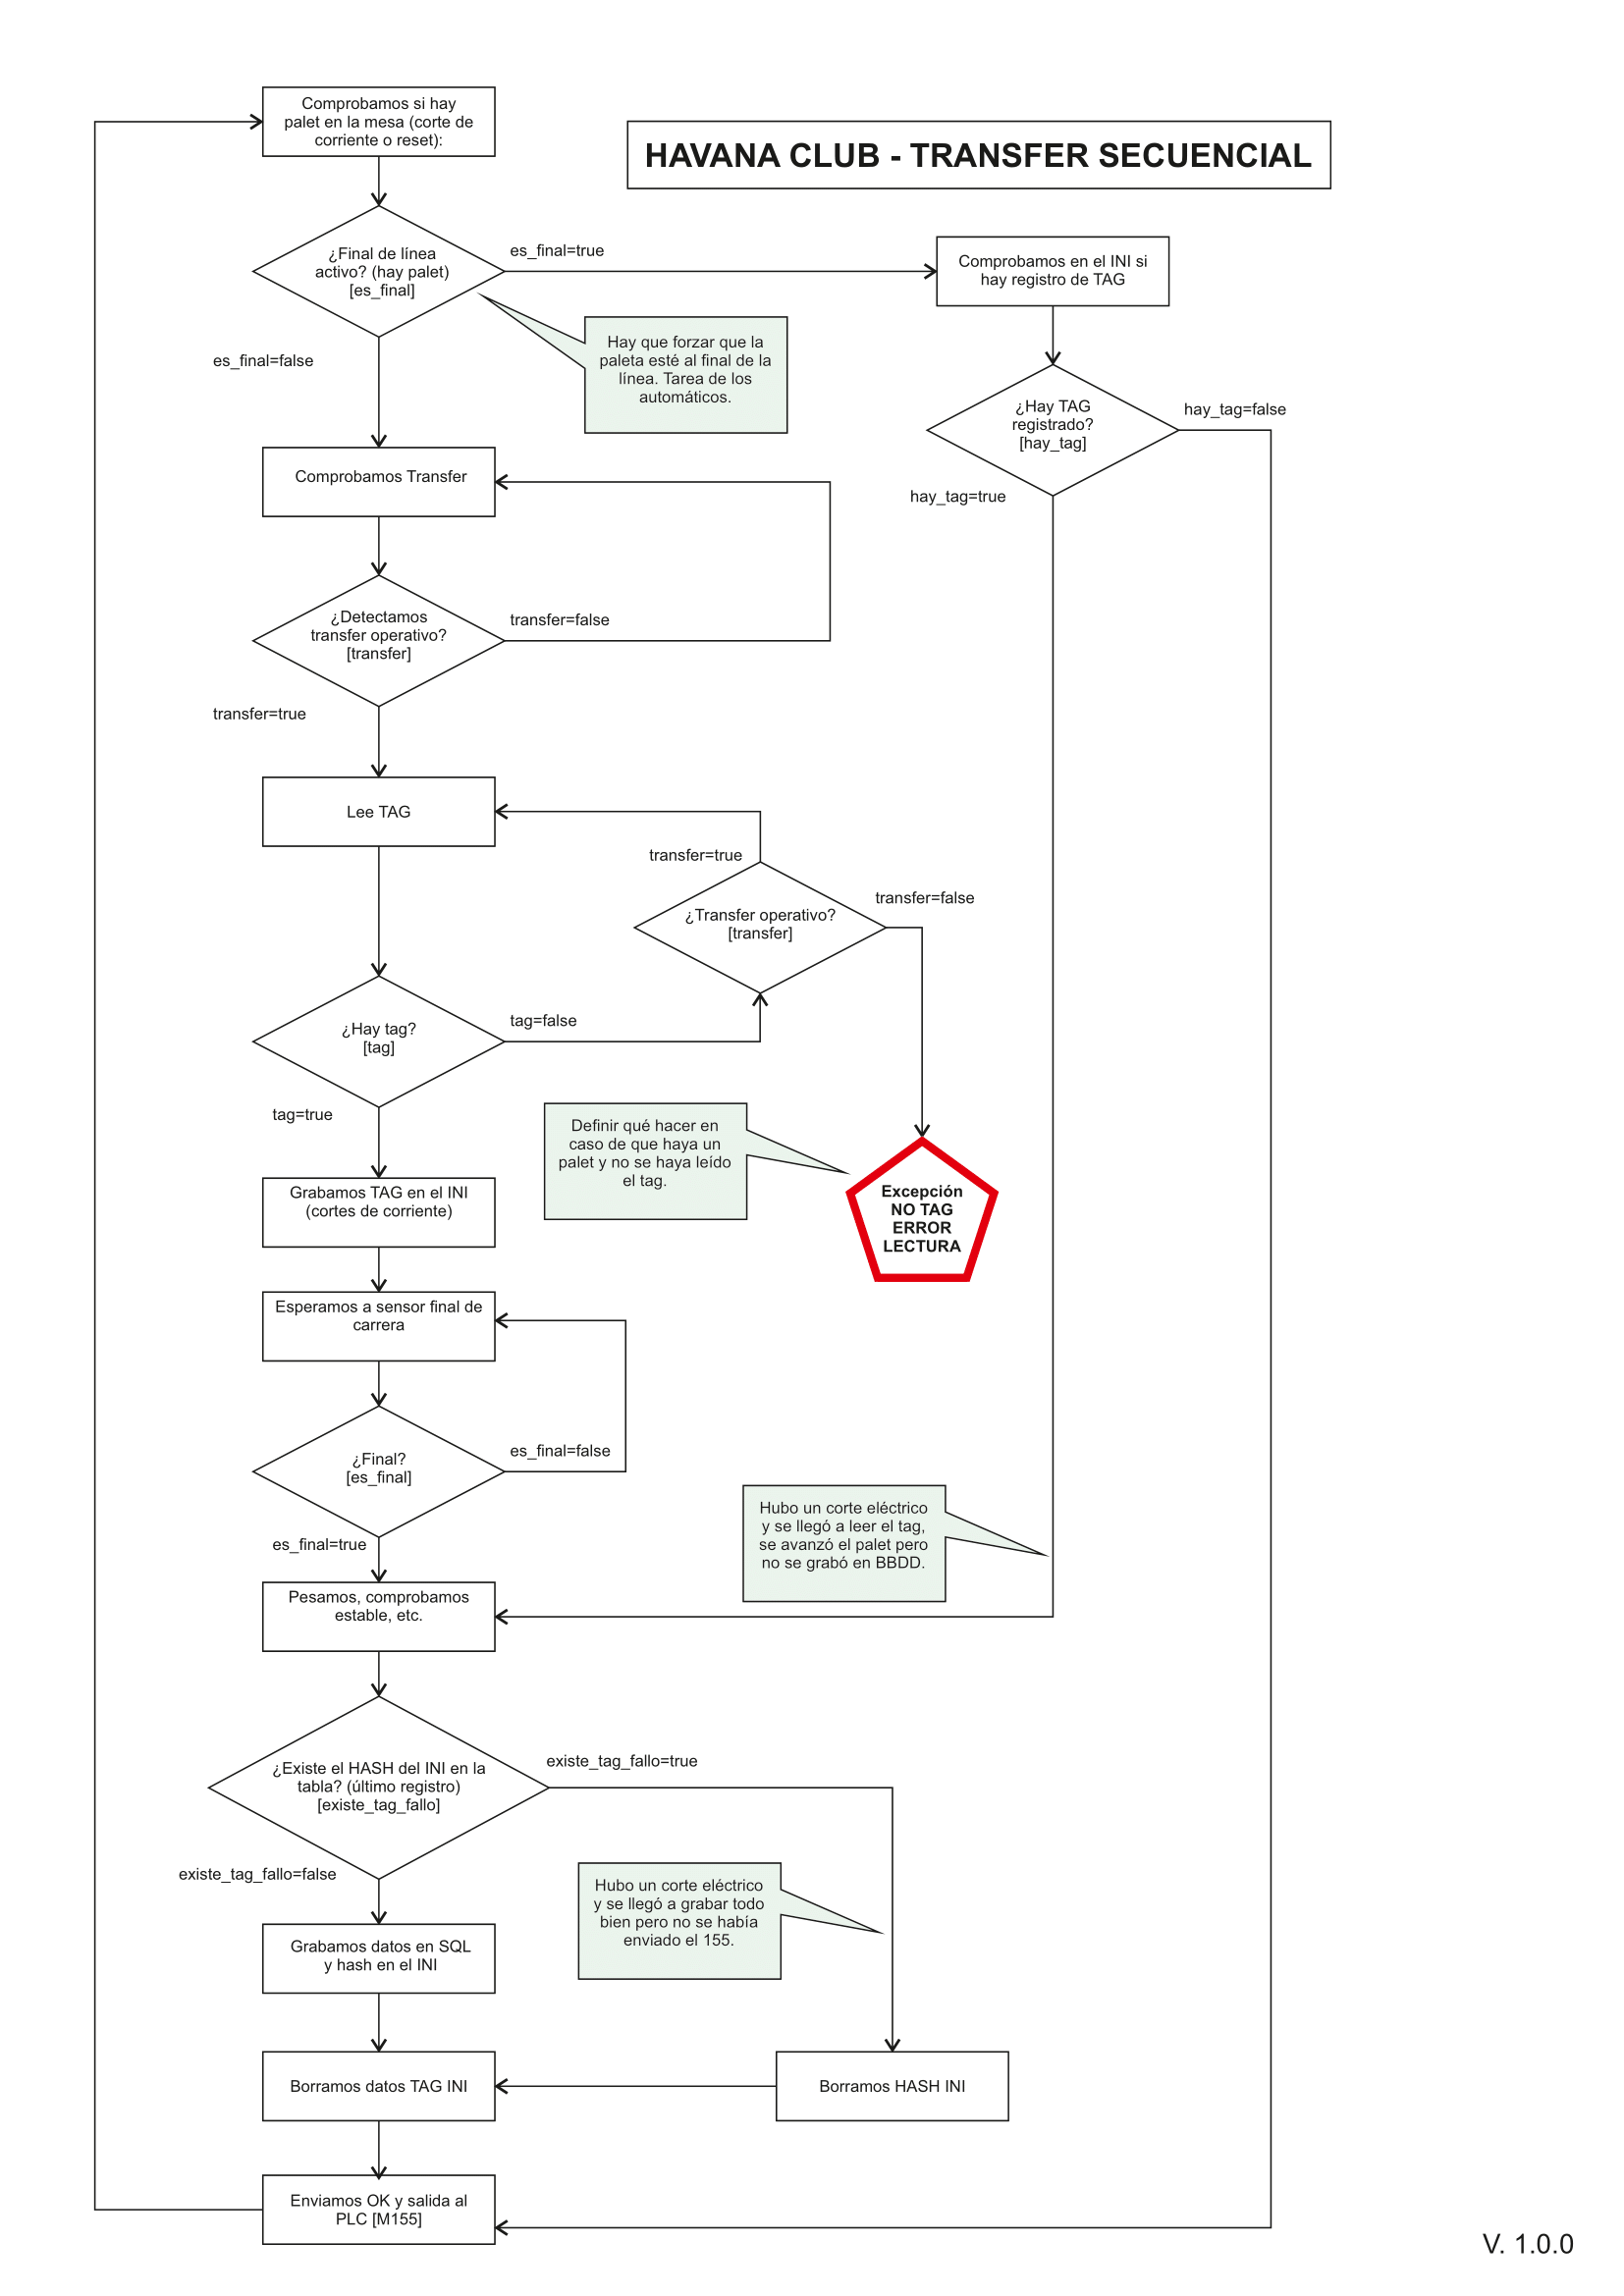 Comprobamos si hay
palet en la mesa (corte de
corriente o reset):
HAVANA CLUB - TRANSFER SECUENCIAL
¿Final de línea
activo? (hay palet)
[es_final]
es_final=true
es_final=false
Comprobamos en el INI si
hay registro de TAG
Hay que forzar que la
paleta esté al final de la
línea. Tarea de los
automáticos.
¿Hay TAG
registrado?
[hay_tag]
hay_tag=false
hay_tag=true
Comprobamos Transfer
¿Detectamos
transfer operativo?
[transfer]
transfer=false
transfer=true
Lee TAG
transfer=true
¿Transfer operativo?
[transfer]
transfer=false
¿Hay tag?
[tag]
tag=false
tag=true
Definir qué hacer en
caso de que haya un
palet y no se haya leído
el tag.
Excepción
NO TAG
ERROR
LECTURA
Grabamos TAG en el INI
(cortes de corriente)
Esperamos a sensor final de
carrera
¿Final?
[es_final]
es_final=false
es_final=true
Hubo un corte eléctrico
y se llegó a leer el tag,
se avanzó el palet pero
no se grabó en BBDD.
Pesamos, comprobamos
estable, etc.
¿Existe el HASH del INI en la
tabla? (último registro)
[existe_tag_fallo]
existe_tag_fallo=true
existe_tag_fallo=false
Hubo un corte eléctrico
y se llegó a grabar todo
bien pero no se había
enviado el 155.
Grabamos datos en SQL
y hash en el INI
Borramos datos TAG INI
Borramos HASH INI
Enviamos OK y salida al
PLC [M155]
V. 1.0.0